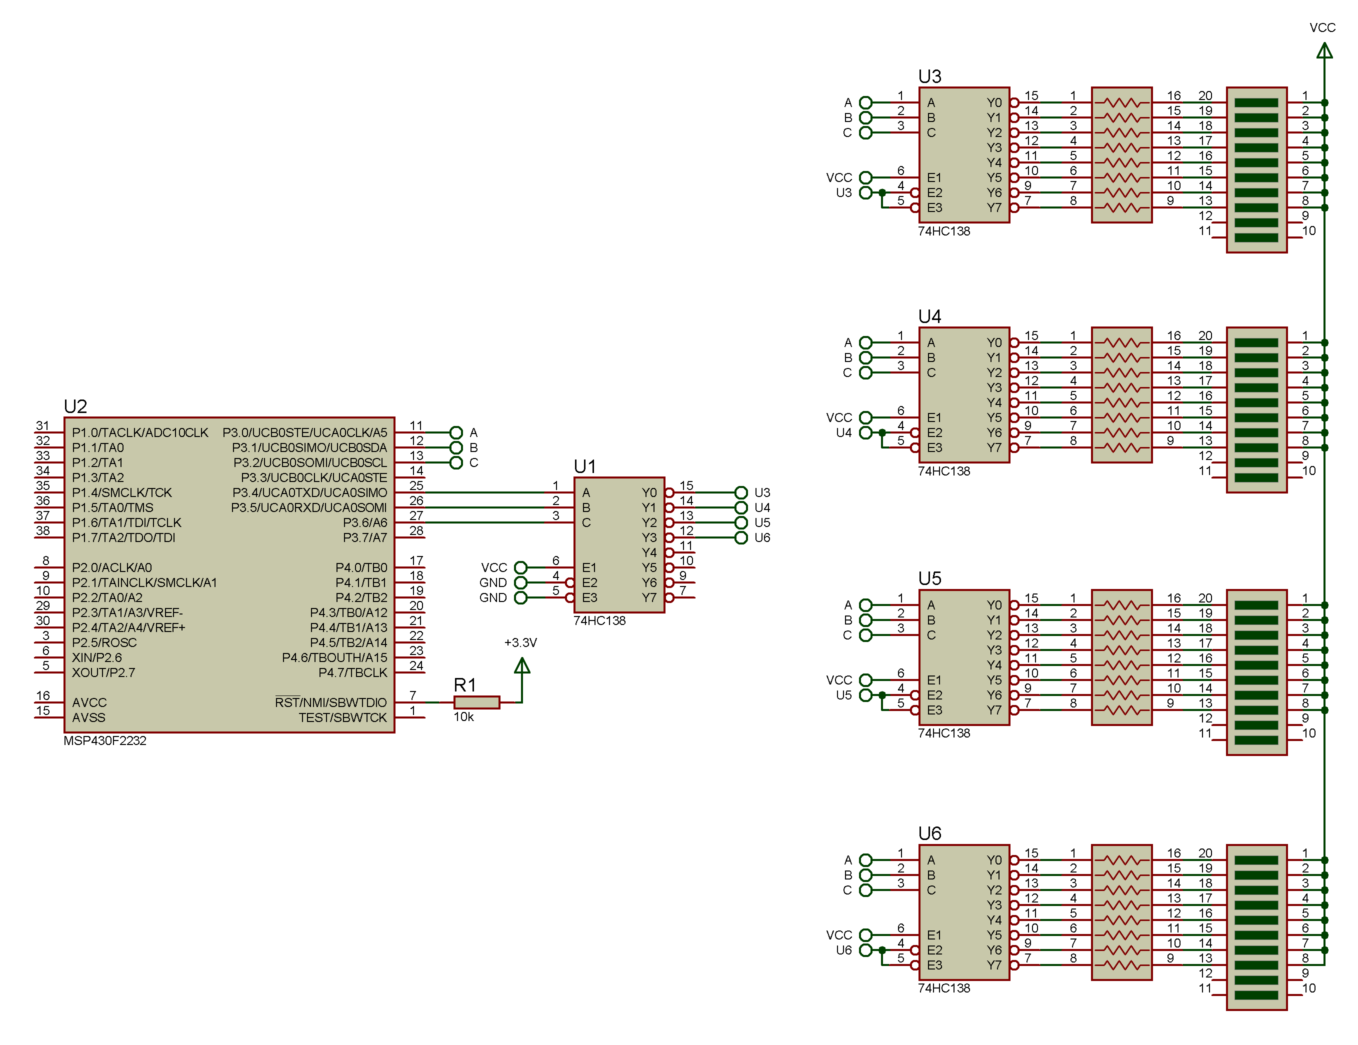 VCC
U3
A 1 A Y0 15 1 16 20 1
B 2 B Y1 14 2 15 19 2
C 3 C Y2 13 3 14 18 3
Y3 12 4 13 17 4
Y4 11 5 12 16 5
VCC 6 E1 Y5 10 6 11 15 6
U3 4 E2 Y6 9 7 10 14 7
5 E3 Y7 7 8 9 13 8
12 9
11 10
74HC138
U4
A 1 A Y0 15 1 16 20 1
B 2 B Y1 14 2 15 19 2
C 3 C Y2 13 3 14 18 3
Y3 12 4 13 17 4
Y4 11 5 12 16 5
VCC 6 E1 Y5 10 6 11 15 6
U4 4 E2 Y6 9 7 10 14 7
5 E3 Y7 7 8 9 13 8
12 9
11 10
74HC138
U2
31 P1.0/TACLK/ADC10CLK P3.0/UCB0STE/UCA0CLK/A5 11 A
32 P1.1/TA0 P3.1/UCB0SIMO/UCB0SDA 12 B
33 P1.2/TA1 P3.2/UCB0SOMI/UCB0SCL 13 C
34 P1.3/TA2 P3.3/UCB0CLK/UCA0STE 14
35 P1.4/SMCLK/TCK P3.4/UCA0TXD/UCA0SIMO 25
36 P1.5/TA0/TMS P3.5/UCA0RXD/UCA0SOMI 26
37 P1.6/TA1/TDI/TCLK P3.6/A6 27
38 P1.7/TA2/TDO/TDI P3.7/A7 28
8 P2.0/ACLK/A0 P4.0/TB0 17
9 P2.1/TAINCLK/SMCLK/A1 P4.1/TB1 18
10 P2.2/TA0/A2 P4.2/TB2 19
29 P2.3/TA1/A3/VREF- P4.3/TB0/A12 20
30 P2.4/TA2/A4/VREF+ P4.4/TB1/A13 21
3 P2.5/ROSC P4.5/TB2/A14 22
6 XIN/P2.6 P4.6/TBOUTH/A15 23
5 XOUT/P2.7 P4.7/TBCLK 24
16 AVCC RST/NMI/SBWTDIO 7
15 AVSS TEST/SBWTCK 1
MSP430F2232
U1
1 A Y0 15 U3
2 B Y1 14 U4
3 C Y2 13 U5
Y3 12 U6
Y4 11
VCC 6 E1 Y5 10
GND 4 E2 Y6 9
GND 5 E3 Y7 7
74HC138
+3.3V
R1
10k
U5
A 1 A Y0 15 1 16 20 1
B 2 B Y1 14 2 15 19 2
C 3 C Y2 13 3 14 18 3
Y3 12 4 13 17 4
Y4 11 5 12 16 5
VCC 6 E1 Y5 10 6 11 15 6
U5 4 E2 Y6 9 7 10 14 7
5 E3 Y7 7 8 9 13 8
12 9
11 10
74HC138
U6
A 1 A Y0 15 1 16 20 1
B 2 B Y1 14 2 15 19 2
C 3 C Y2 13 3 14 18 3
Y3 12 4 13 17 4
Y4 11 5 12 16 5
VCC 6 E1 Y5 10 6 11 15 6
U6 4 E2 Y6 9 7 10 14 7
5 E3 Y7 7 8 9 13 8
12 9
11 10
74HC138